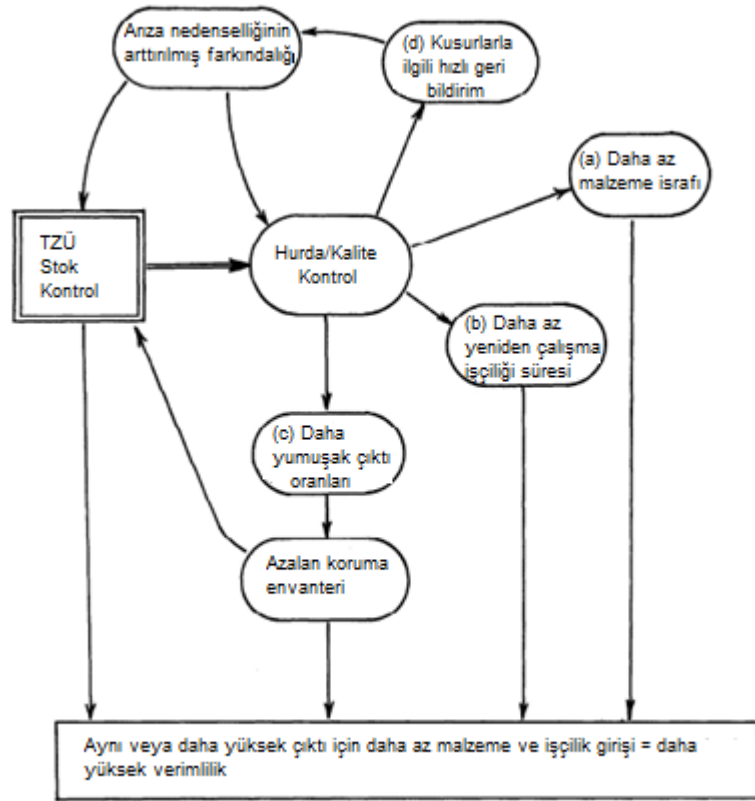 Arıza nedenselliğinin
arttırılmış farkındalığı
(d) Kusurlarla
ilgili hızlı geri
bildirim
(a) Daha az
malzeme israfı
TZÜ
Stok
Kontrol
Hurda/Kalite
Kontrol
(b) Daha az
yeniden çalışma
işçiliği süresi
(c) Daha
yumuşak çıktı
oranları
Azalan koruma
envanteri
Aynı veya daha yüksek çıktı için daha az malzeme ve işçilik girişi = daha
yüksek verimlilik